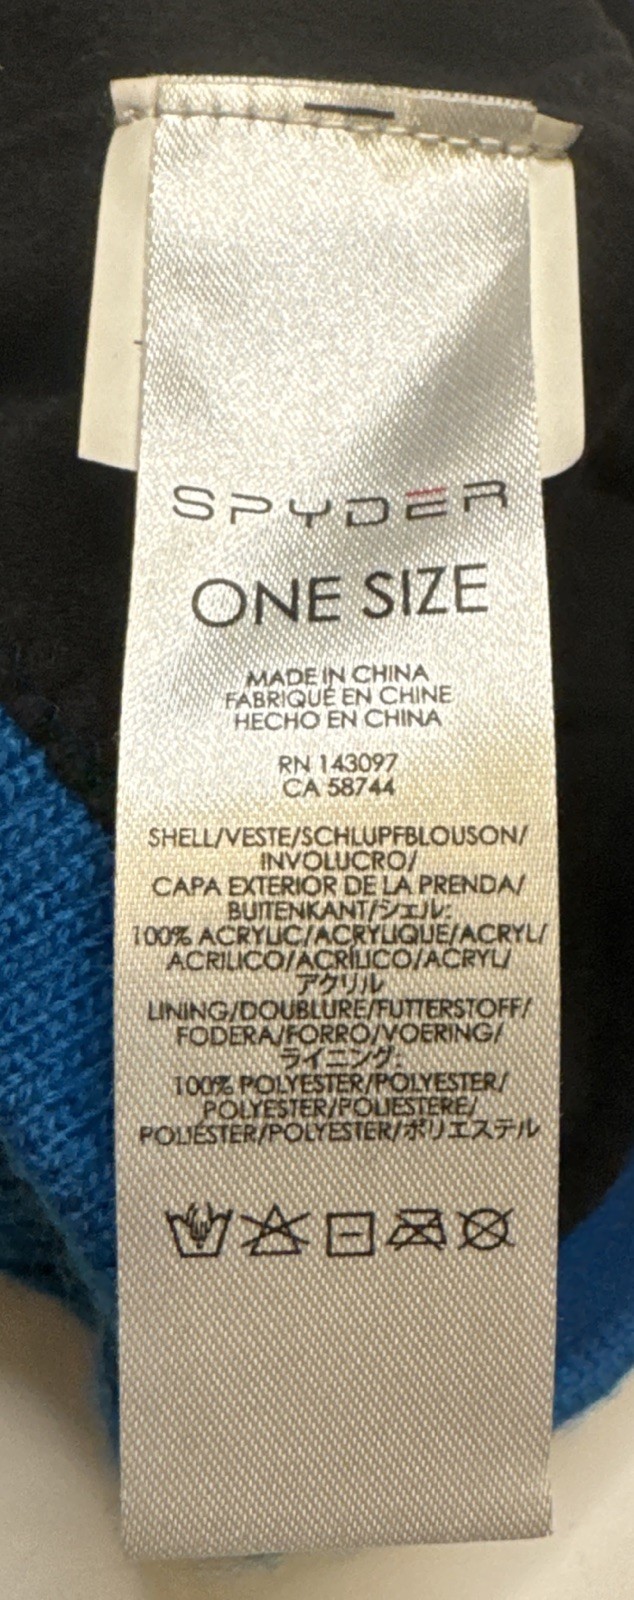 SPYDER
ONE SIZE
MADE IN CHINA
FABRIQUÉ EN CHINE
HECHO EN CHINA
RN 143097
CA 58744
SHELL/VESTE/SCHLUPFBLOUSON/
INVOLUCRO/
CAPA EXTERIOR DE LA PRENDA/
BUITENKANT/シェル:
100% ACRYLIC/ACRYLIQUE/ACRYL/
ACRILICO/ACRÍLICO/ACRYL/
アクリル
LINING/DOUBLURE/FUTTERSTOFF/
FODERA/FORRO/VOERING/
ライニング:
100% POLYESTER/POLYESTER/
POLYESTER/POLIESTERE/
POLIÉSTER/POLYESTER/ポリエステル